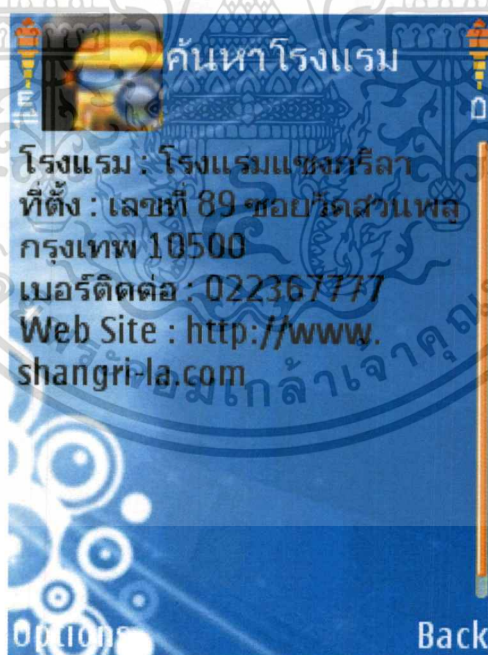 ค้นหาโรงแรม
โรงแรม : โรงแรมแชงกรีลา
ที่ตั้ง : เลขที่ 89 ซอยวัดสวนพลู
กรุงเทพ 10500
เบอร์ติดต่อ : 022367777
Web Site : http://www.
shangri-la.com
Options
Back